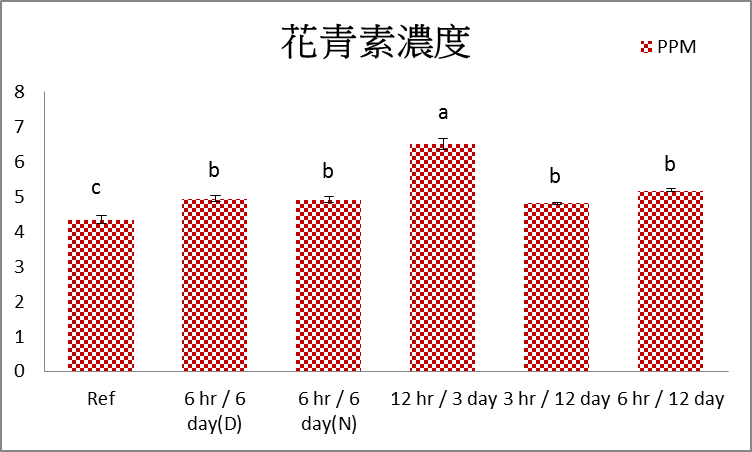 花青素濃度
PPM
8
7
6
5
4
3
2
1
0
c
b
b
a
b
b
Ref
6 hr / 6
day(D)
6 hr / 6
day(N)
12 hr / 3 day
3 hr / 12 day
6 hr / 12 day